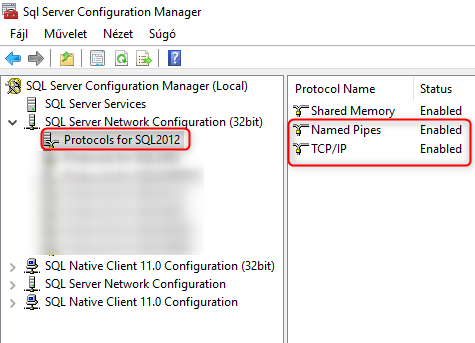 Sql Server Configuration Manager
Fájl Művelet Nézet Súgó
SQL Server Configuration Manager (Local)
SQL Server Services
SQL Server Network Configuration (32bit)
Protocols for SQL2012
SQL Native Client 11.0 Configuration (32bit)
SQL Server Network Configuration
SQL Native Client 11.0 Configuration
Protocol Name Status
Shared Memory Enabled
Named Pipes Enabled
TCP/IP Enabled